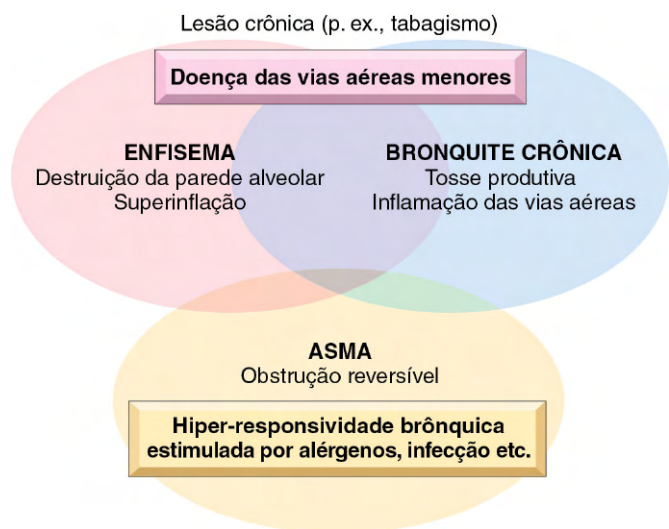 Lesão crônica (p. ex., tabagismo)
Doença das vias aéreas menores
ENFISEMA
Destruição da parede alveolar
Superinflação
BRONQUITE CRÔNICA
Tosse produtiva
Inflamação das vias aéreas
ASMA
Obstrução reversível
Hiper-responsividade brônquica
estimulada por alérgenos, infecção etc.